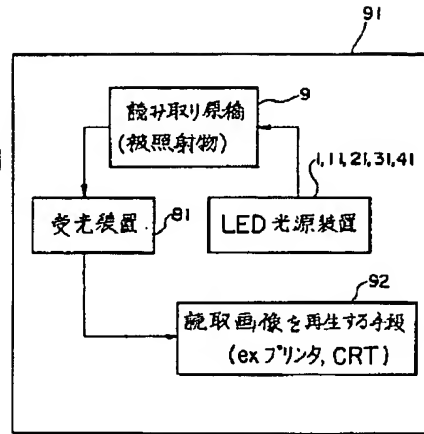 91
9
読み取り原稿
(被照射物)
1,11,21,31,41
受光装置
81
LED光源装置
92
読取画像を再生する手段
(exプリンタ,CRT)